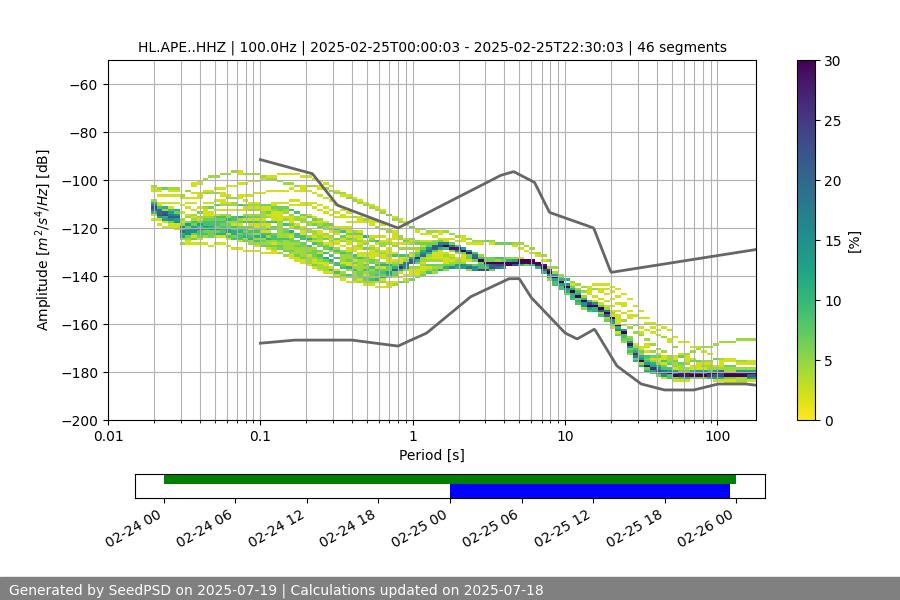 HL.APE..HHZ | 100.0Hz | 2025-02-25T00:00:03 - 2025-02-25T22:30:03 | 46 segments
Amplitude [m²/s⁴/Hz] [dB]
−60
−80
−100
−120
−140
−160
−180
−200
0.01 0.1 1 10 100
Period [s]
30
25
20
15
10
5
0
[%]
02-24 00 02-24 06 02-24 12 02-24 18 02-25 00 02-25 06 02-25 12 02-25 18 02-26 00
Generated by SeedPSD on 2025-07-19 | Calculations updated on 2025-07-18